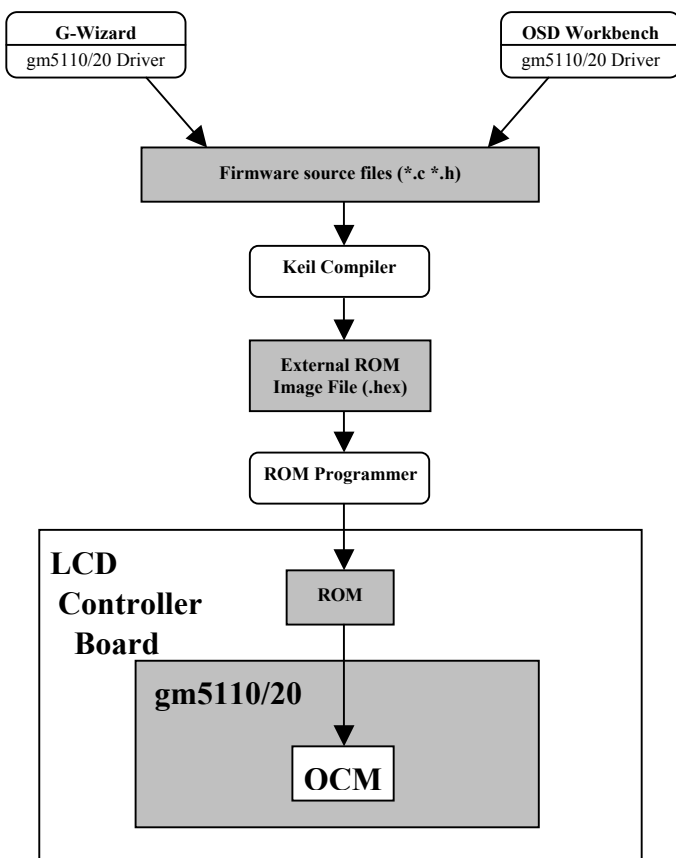 G-Wizard
gm5110/20 Driver
OSD Workbench
gm5110/20 Driver
Firmware source files (*.c *.h)
Keil Compiler
External ROM
Image File (.hex)
ROM Programmer
LCD
Controller
Board
ROM
gm5110/20
OCM